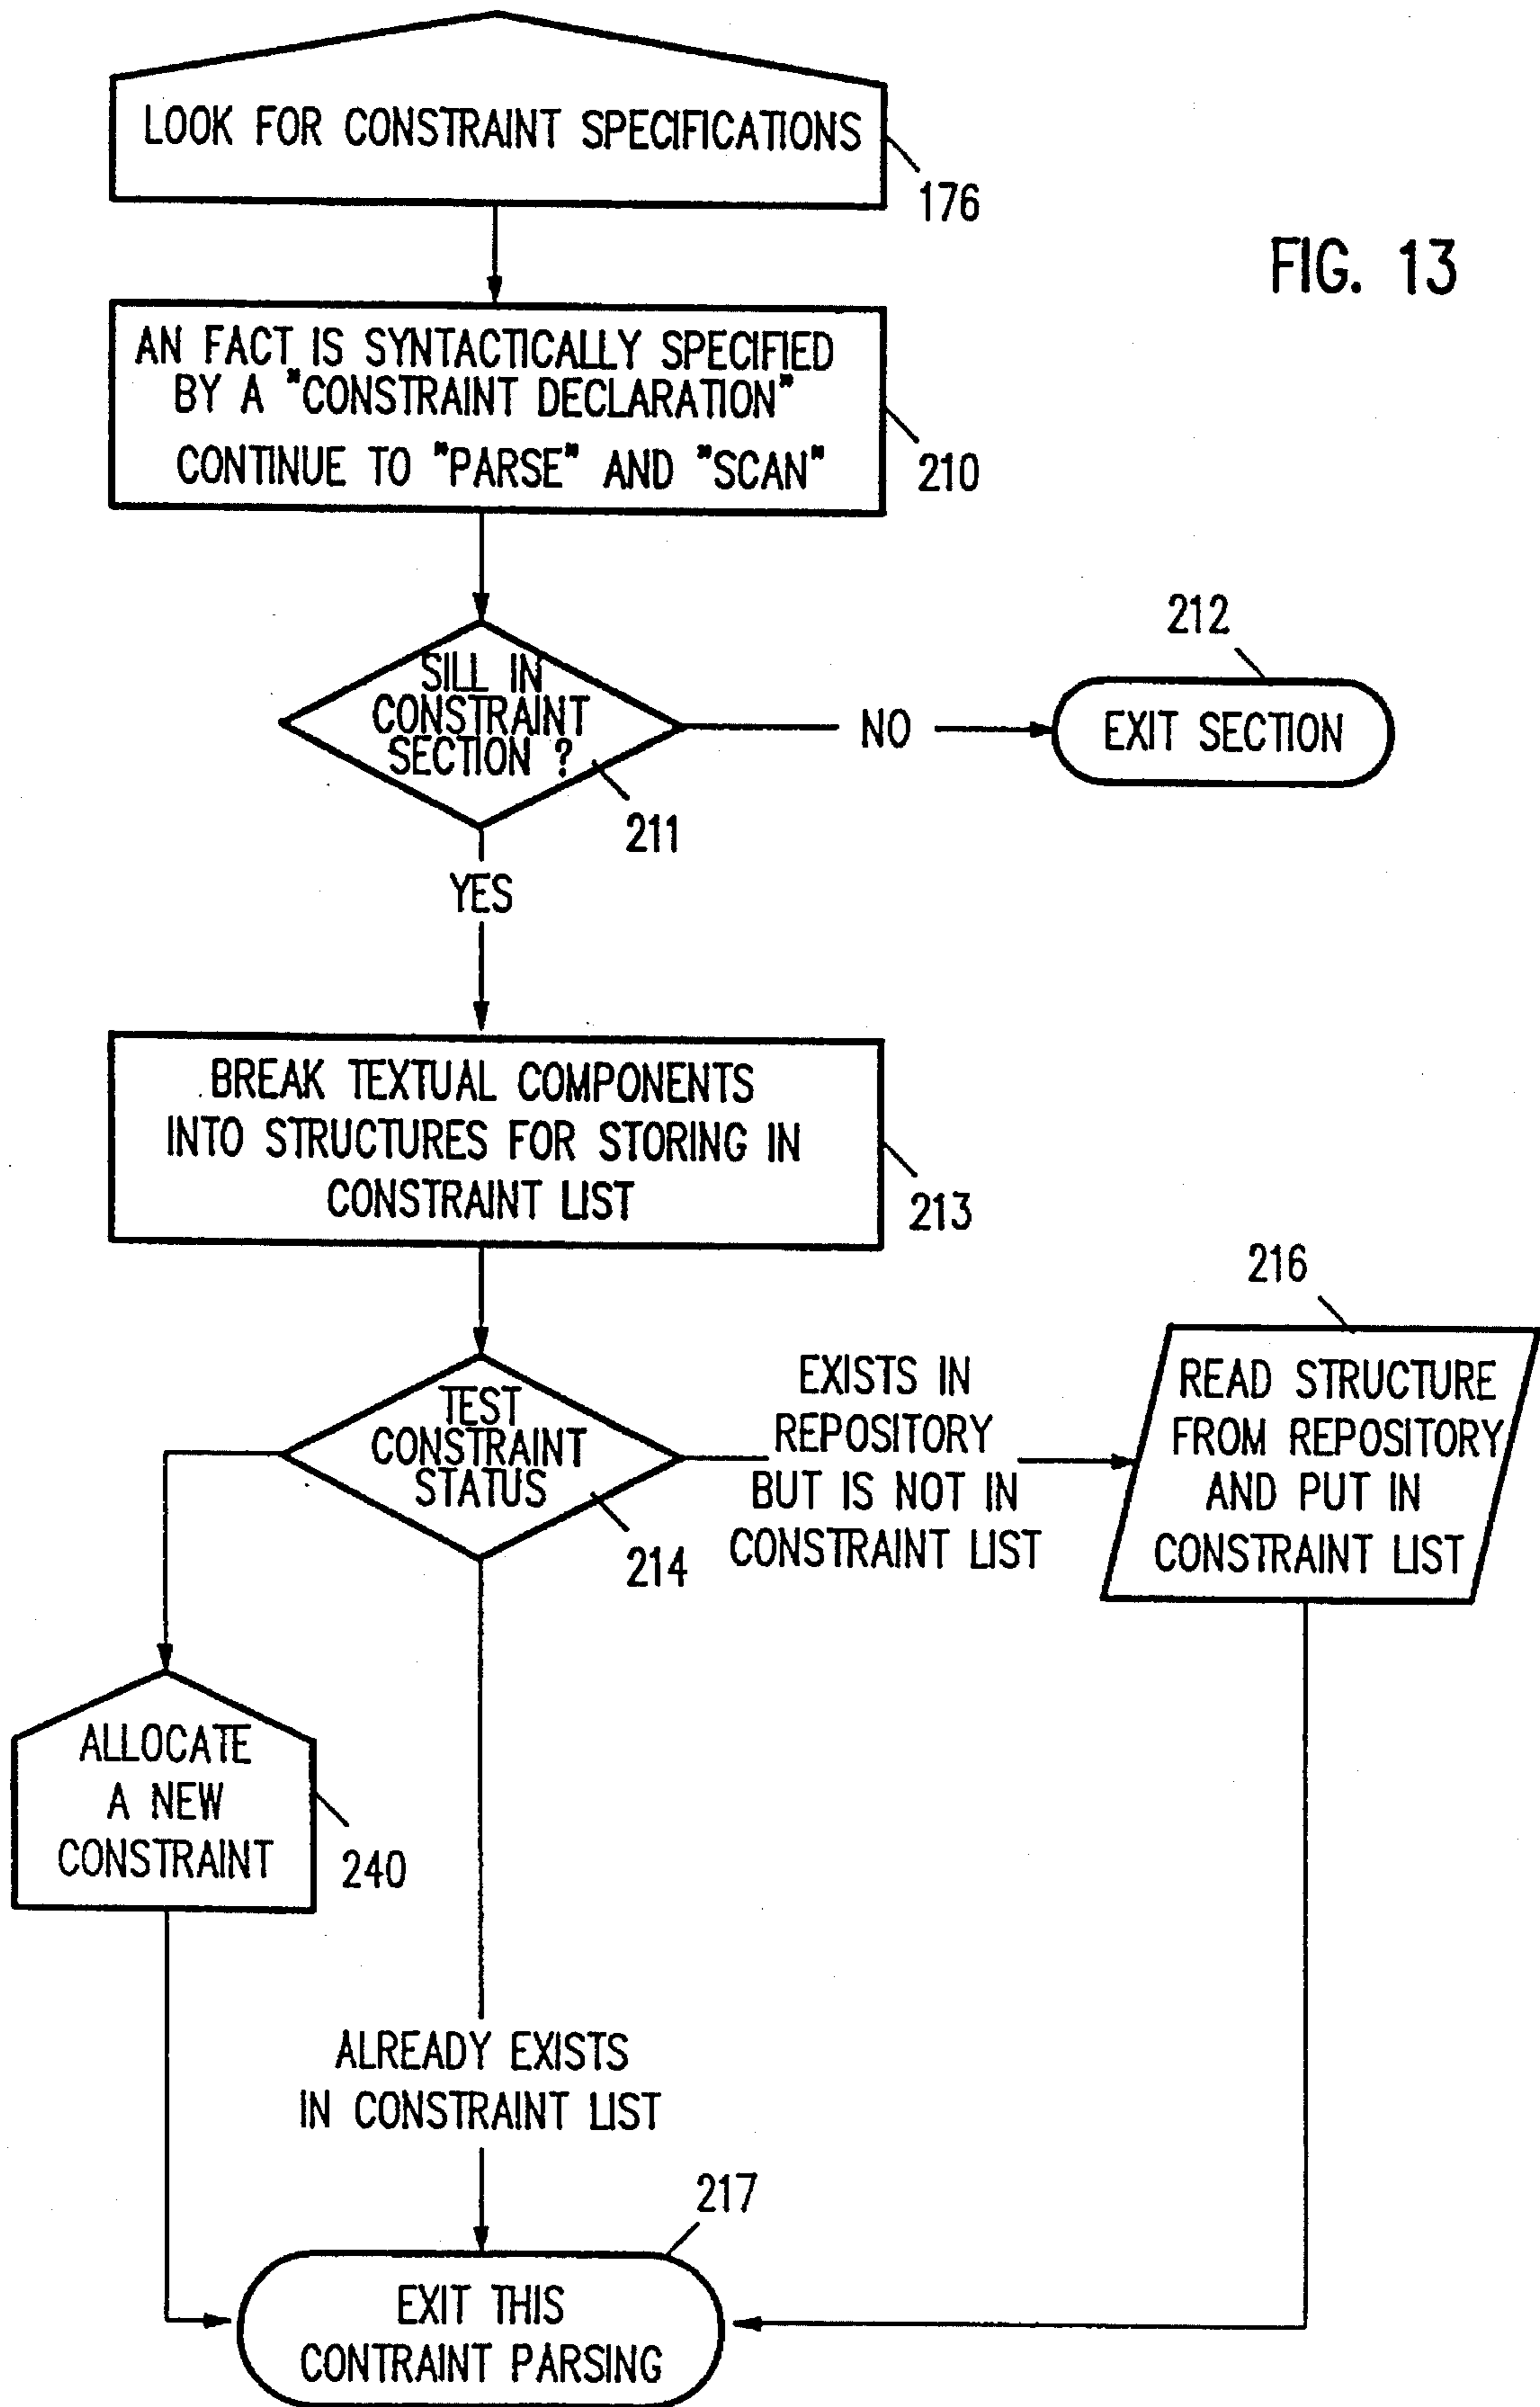 LOOK FOR CONSTRAINT SPECIFICATIONS
176
FIG. 13
AN FACT IS SYNTACTICALLY SPECIFIED
BY A "CONSTRAINT DECLARATION"
CONTINUE TO "PARSE" AND "SCAN"
210
SILL IN
CONSTRAINT
SECTION ?
211
NO
212
EXIT SECTION
YES
BREAK TEXTUAL COMPONENTS
INTO STRUCTURES FOR STORING IN
CONSTRAINT LIST
213
TEST
CONSTRAINT
STATUS
214
EXISTS IN
REPOSITORY
BUT IS NOT IN
CONSTRAINT LIST
216
READ STRUCTURE
FROM REPOSITORY
AND PUT IN
CONSTRAINT LIST
ALLOCATE
A NEW
CONSTRAINT
240
ALREADY EXISTS
IN CONSTRAINT LIST
217
EXIT THIS
CONTRAINT PARSING